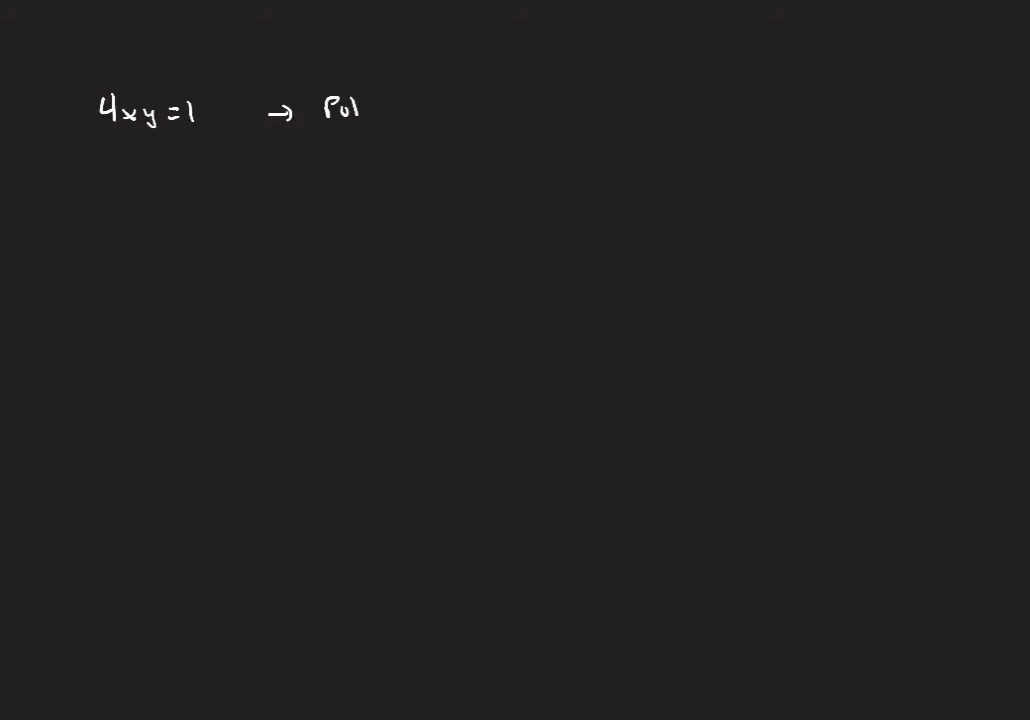 4xy = 1 → Pol